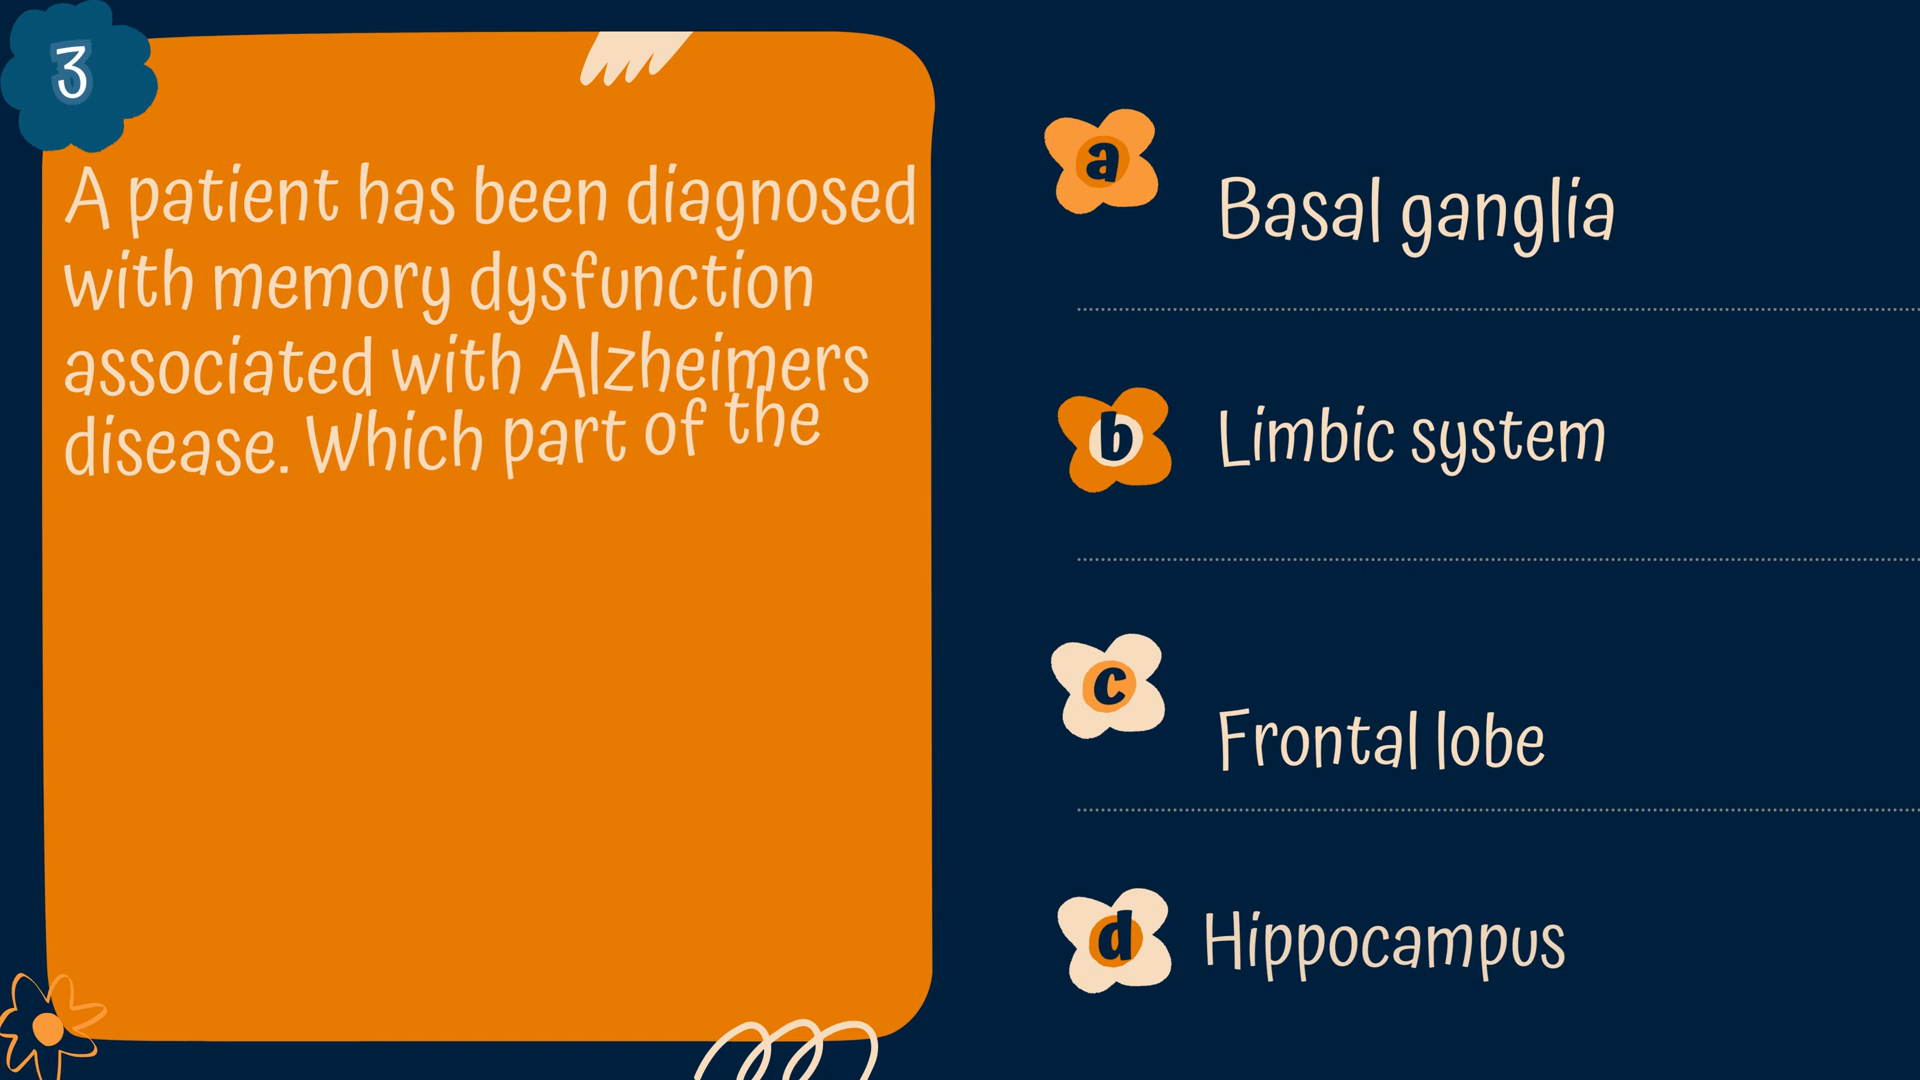 3
A patient has been diagnosed
with memory dysfunction
associated with Alzheimers
disease. Which part of the
a
Basal ganglia
b
Limbic system
c
Frontal lobe
d
Hippocampus